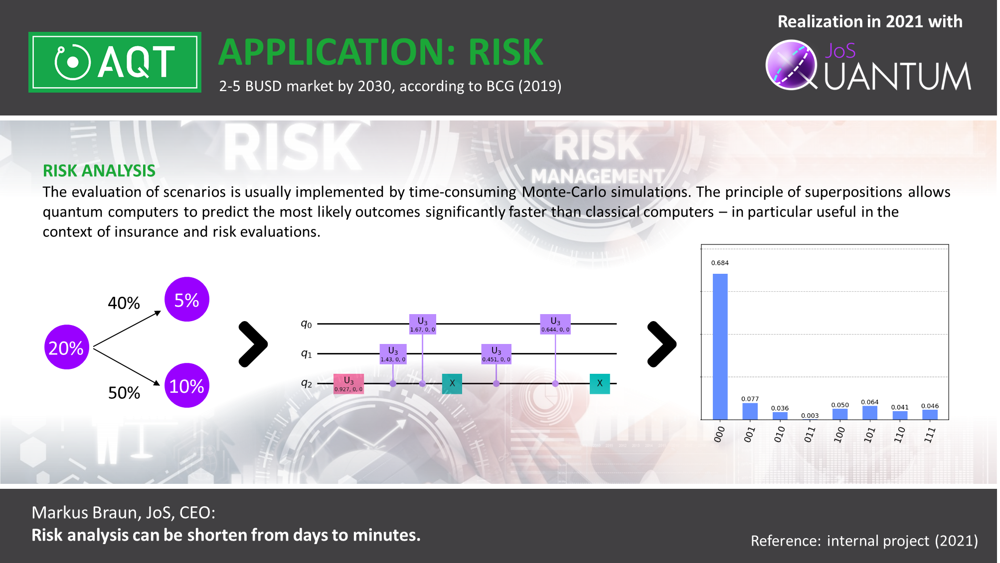 AQT
APPLICATION: RISK
2-5 BUSD market by 2030, according to BCG (2019)
Realization in 2021 with
JoS
QUANTUM
RISK
RISK
MANAGEMENT
RISK ANALYSIS
The evaluation of scenarios is usually implemented by time-consuming Monte-Carlo simulations. The principle of superpositions allows
quantum computers to predict the most likely outcomes significantly faster than classical computers – in particular useful in the
context of insurance and risk evaluations.
20%
40%
5%
50%
10%
q0
U3
1.67, 0, 0
U3
0.644, 0, 0
q1
U3
1.43, 0, 0
U3
0.451, 0, 0
q2
U3
0.927, 0, 0
X
X
0.684
0.077
0.036
0.003
0.050
0.064
0.041
0.046
000 001 010 011 100 101 110 111
Markus Braun, JoS, CEO:
Risk analysis can be shorten from days to minutes.
Reference: internal project (2021)